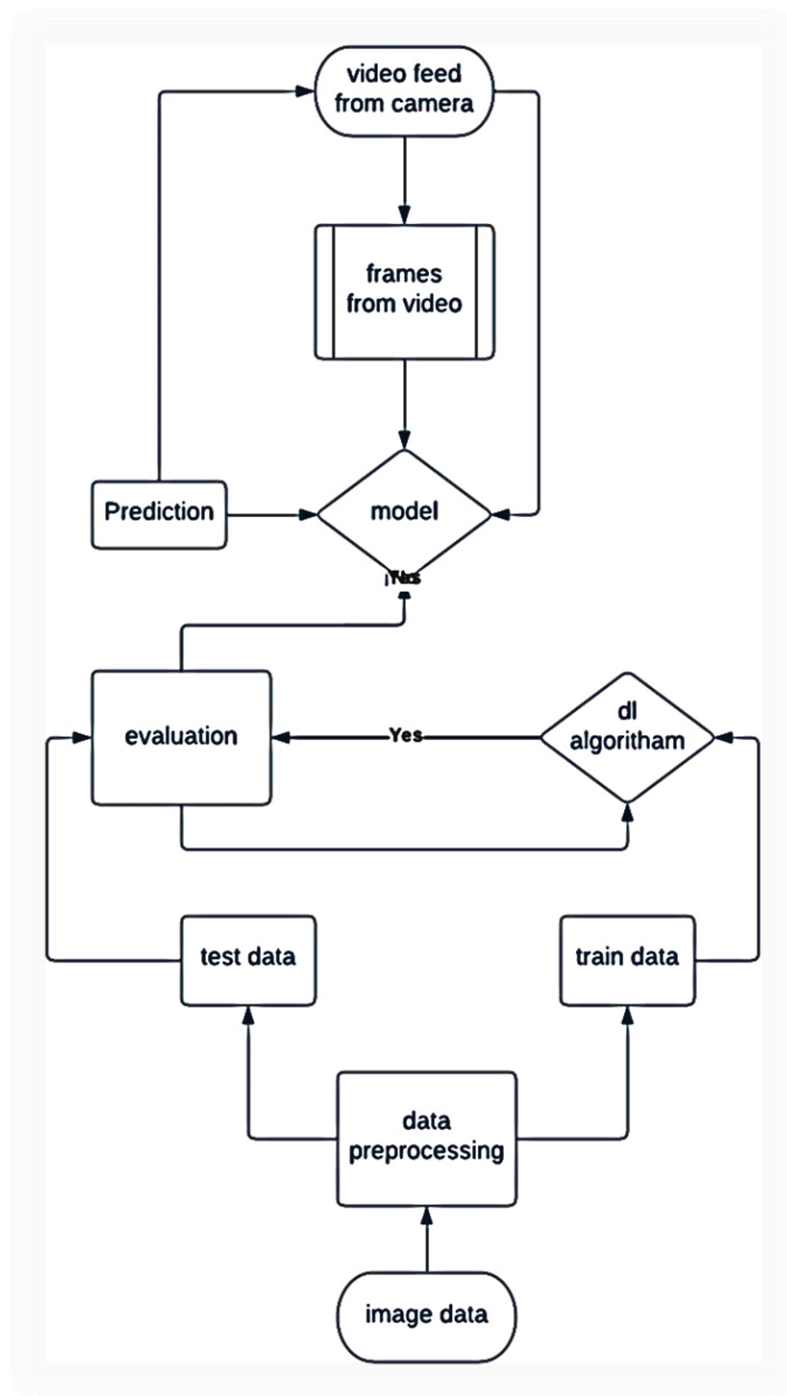 video feed
from camera
frames
from video
Prediction
model
evaluation
Yes
dl
algoritham
test data
train data
data
preprocessing
image data